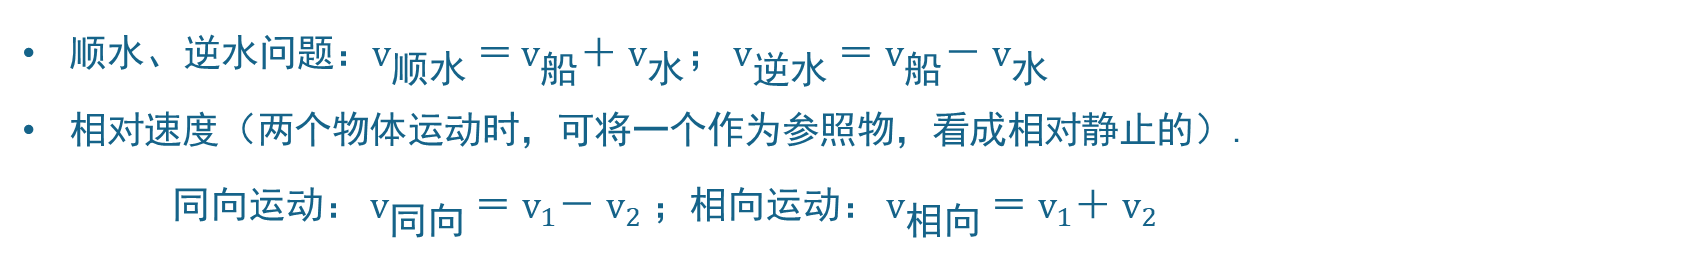 • 顺水、逆水问题：v顺水 = v船 + v水；v逆水 = v船 − v水
• 相对速度（两个物体运动时，可将一个作为参照物，看成相对静止的）.
同向运动：v同向 = v₁ − v₂；相向运动：v相向 = v₁ + v₂